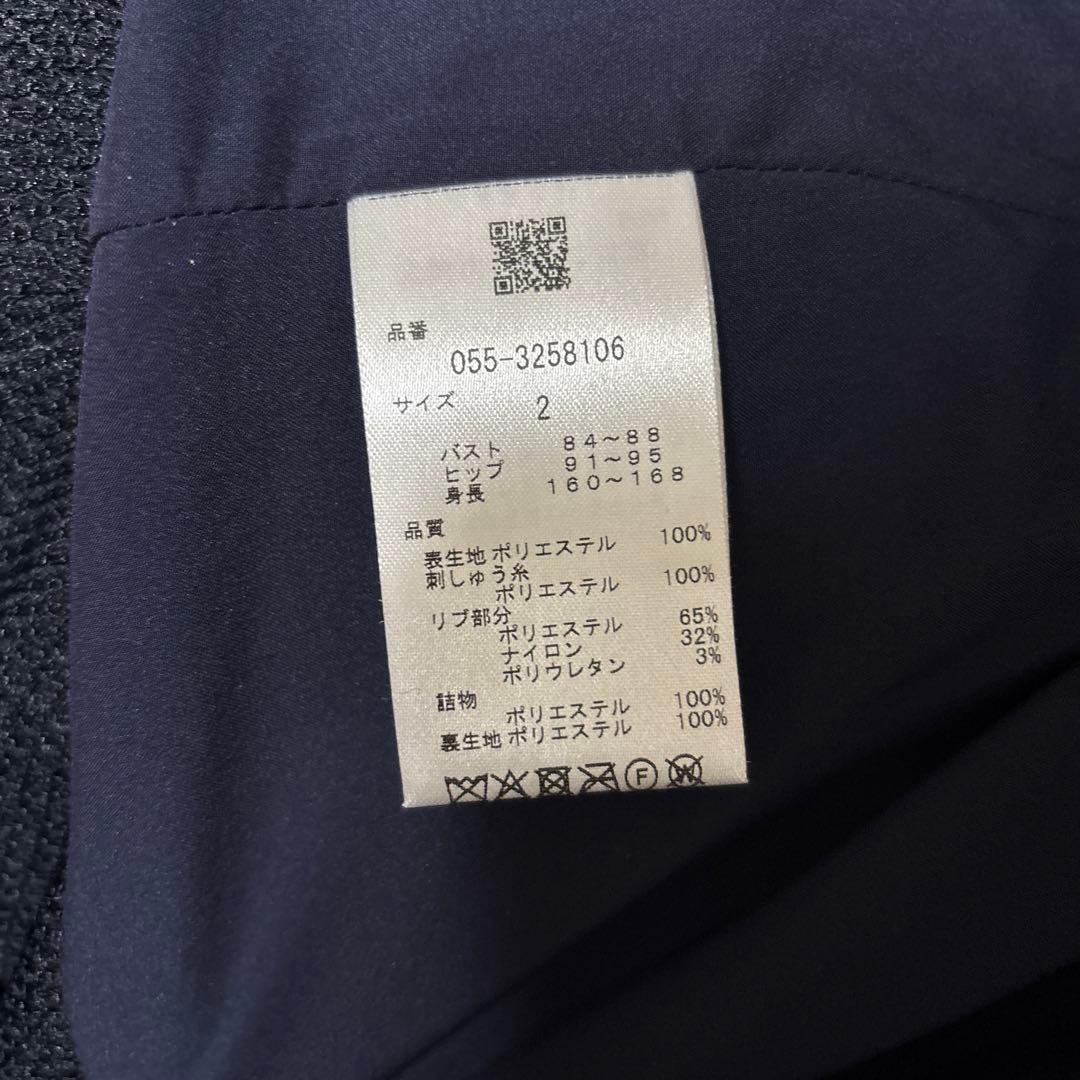 品番
055-3258106
サイズ 2
バスト 84～88
ヒップ 91～95
身長 160～168
品質
表生地 ポリエステル 100%
刺しゅう糸
ポリエステル 100%
リブ部分
ポリエステル 65%
ナイロン 32%
ポリウレタン 3%
詰物
ポリエステル 100%
裏生地 ポリエステル 100%
F W